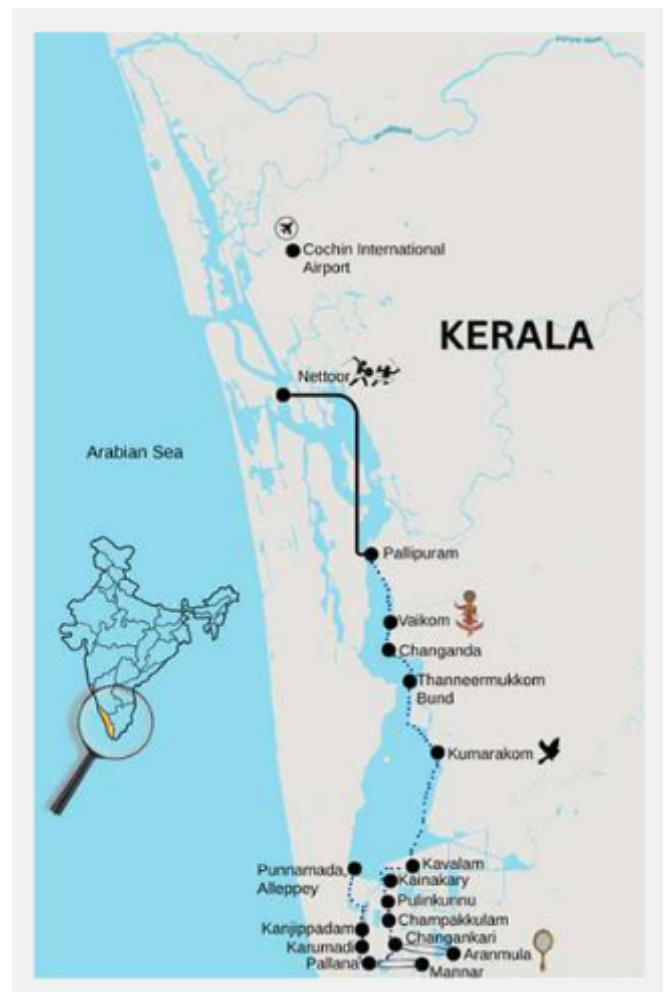 Cochin International
Airport
KERALA
Nettoor
Arabian Sea
Pallipuram
Vaikom
Changanda
Thanneermukkom
Bund
Kumarakom
Kavalam
Punnamada,
Alleppey
Kainakary
Pulinkunnu
Champakkulam
Kanjippadam
Changankari
Karumadi
Aranmula
Pallana
Mannar